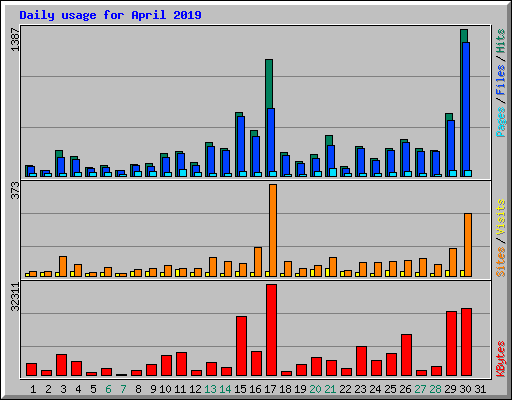 Daily usage for April 2019
1387
Pages / Files / Hits
373
Sites / Visits
32311
KBytes
1 2 3 4 5 6 7 8 9 10 11 12 13 14 15 16 17 18 19 20 21 22 23 24 25 26 27 28 29 30 31